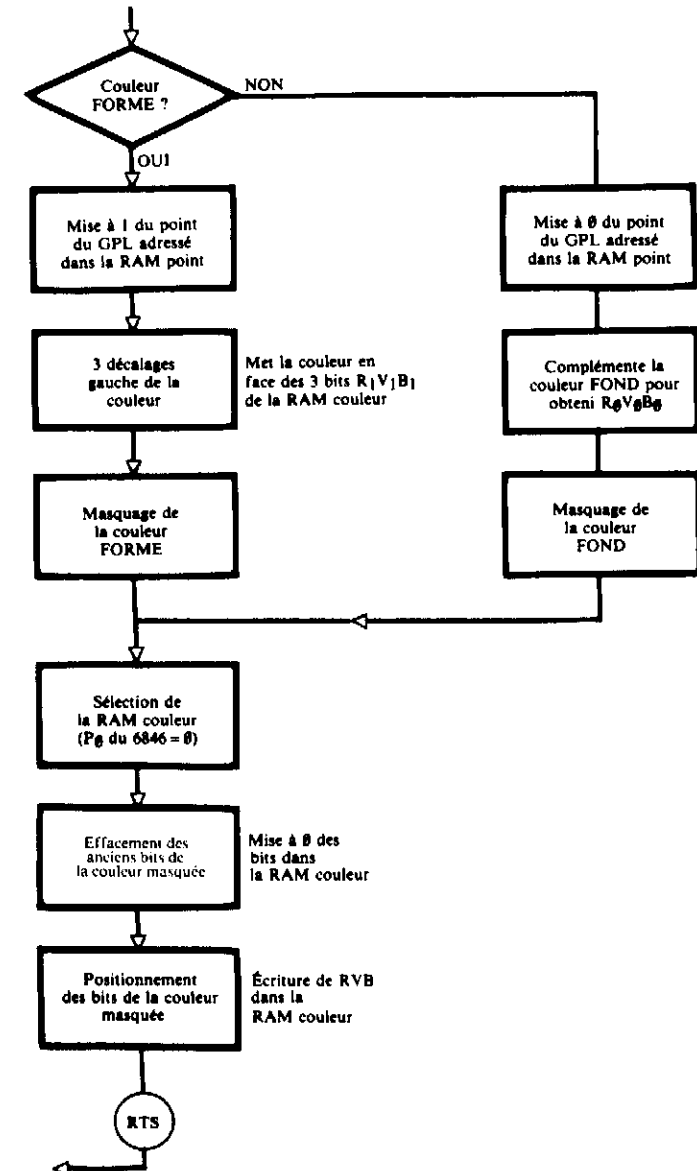 Couleur
FORME ?
NON
OUI
Mise à 1 du point
du GPL adressé
dans la RAM point
Mise à 0 du point
du GPL adressé
dans la RAM point
3 décalages
gauche de la
couleur
Met la couleur en
face des 3 bits R1V1B1
de la RAM couleur
Complémente la
couleur FOND pour
obteni R0V0B0
Masquage de
la couleur
FORME
Masquage de
la couleur
FOND
Sélection de
la RAM couleur
(P0 du 6846 = 0)
Effacement des
anciens bits de
la couleur masquée
Mise à 0 des
bits dans
la RAM couleur
Positionnement
des bits de la couleur
masquée
Écriture de RVB
dans la
RAM couleur
RTS